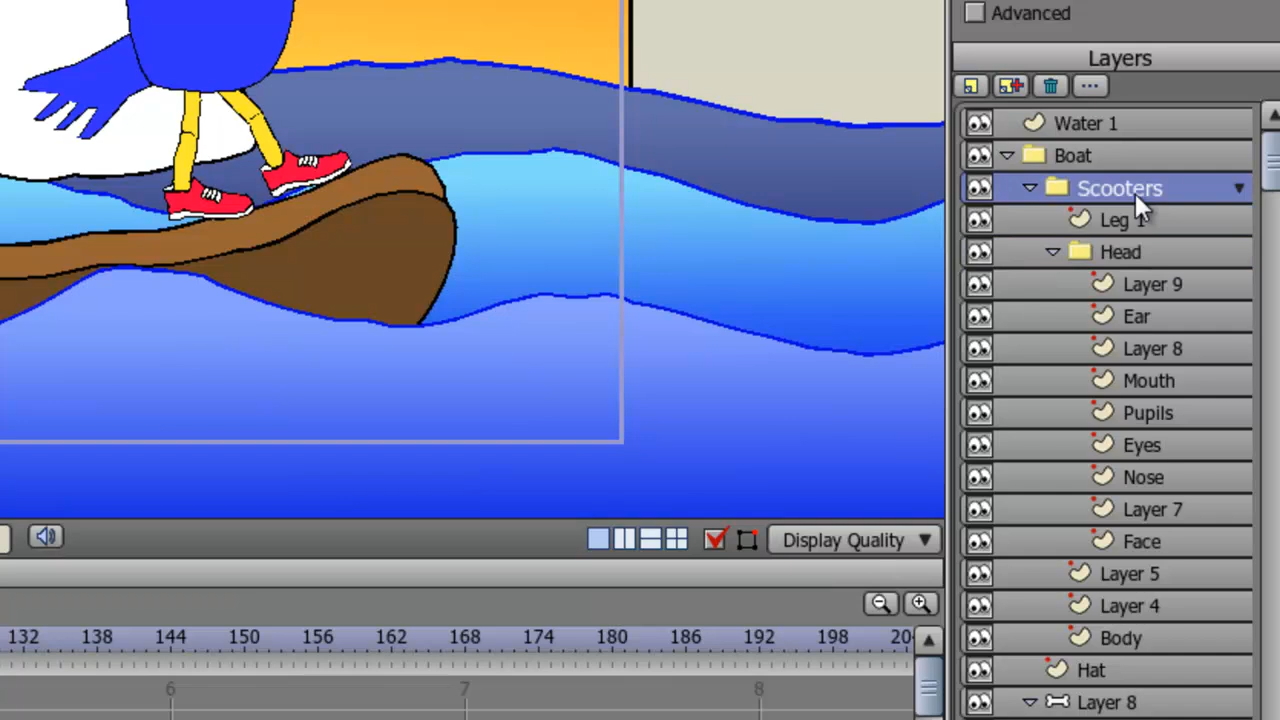 Advanced
Layers
Water 1
Boat
Scooters
Leg 1
Head
Layer 9
Ear
Layer 8
Mouth
Pupils
Eyes
Nose
Layer 7
Face
Layer 5
Layer 4
Body
Hat
Layer 8
Display Quality
132 138 144 150 156 162 168 174 180 186 192 198
6 7 8